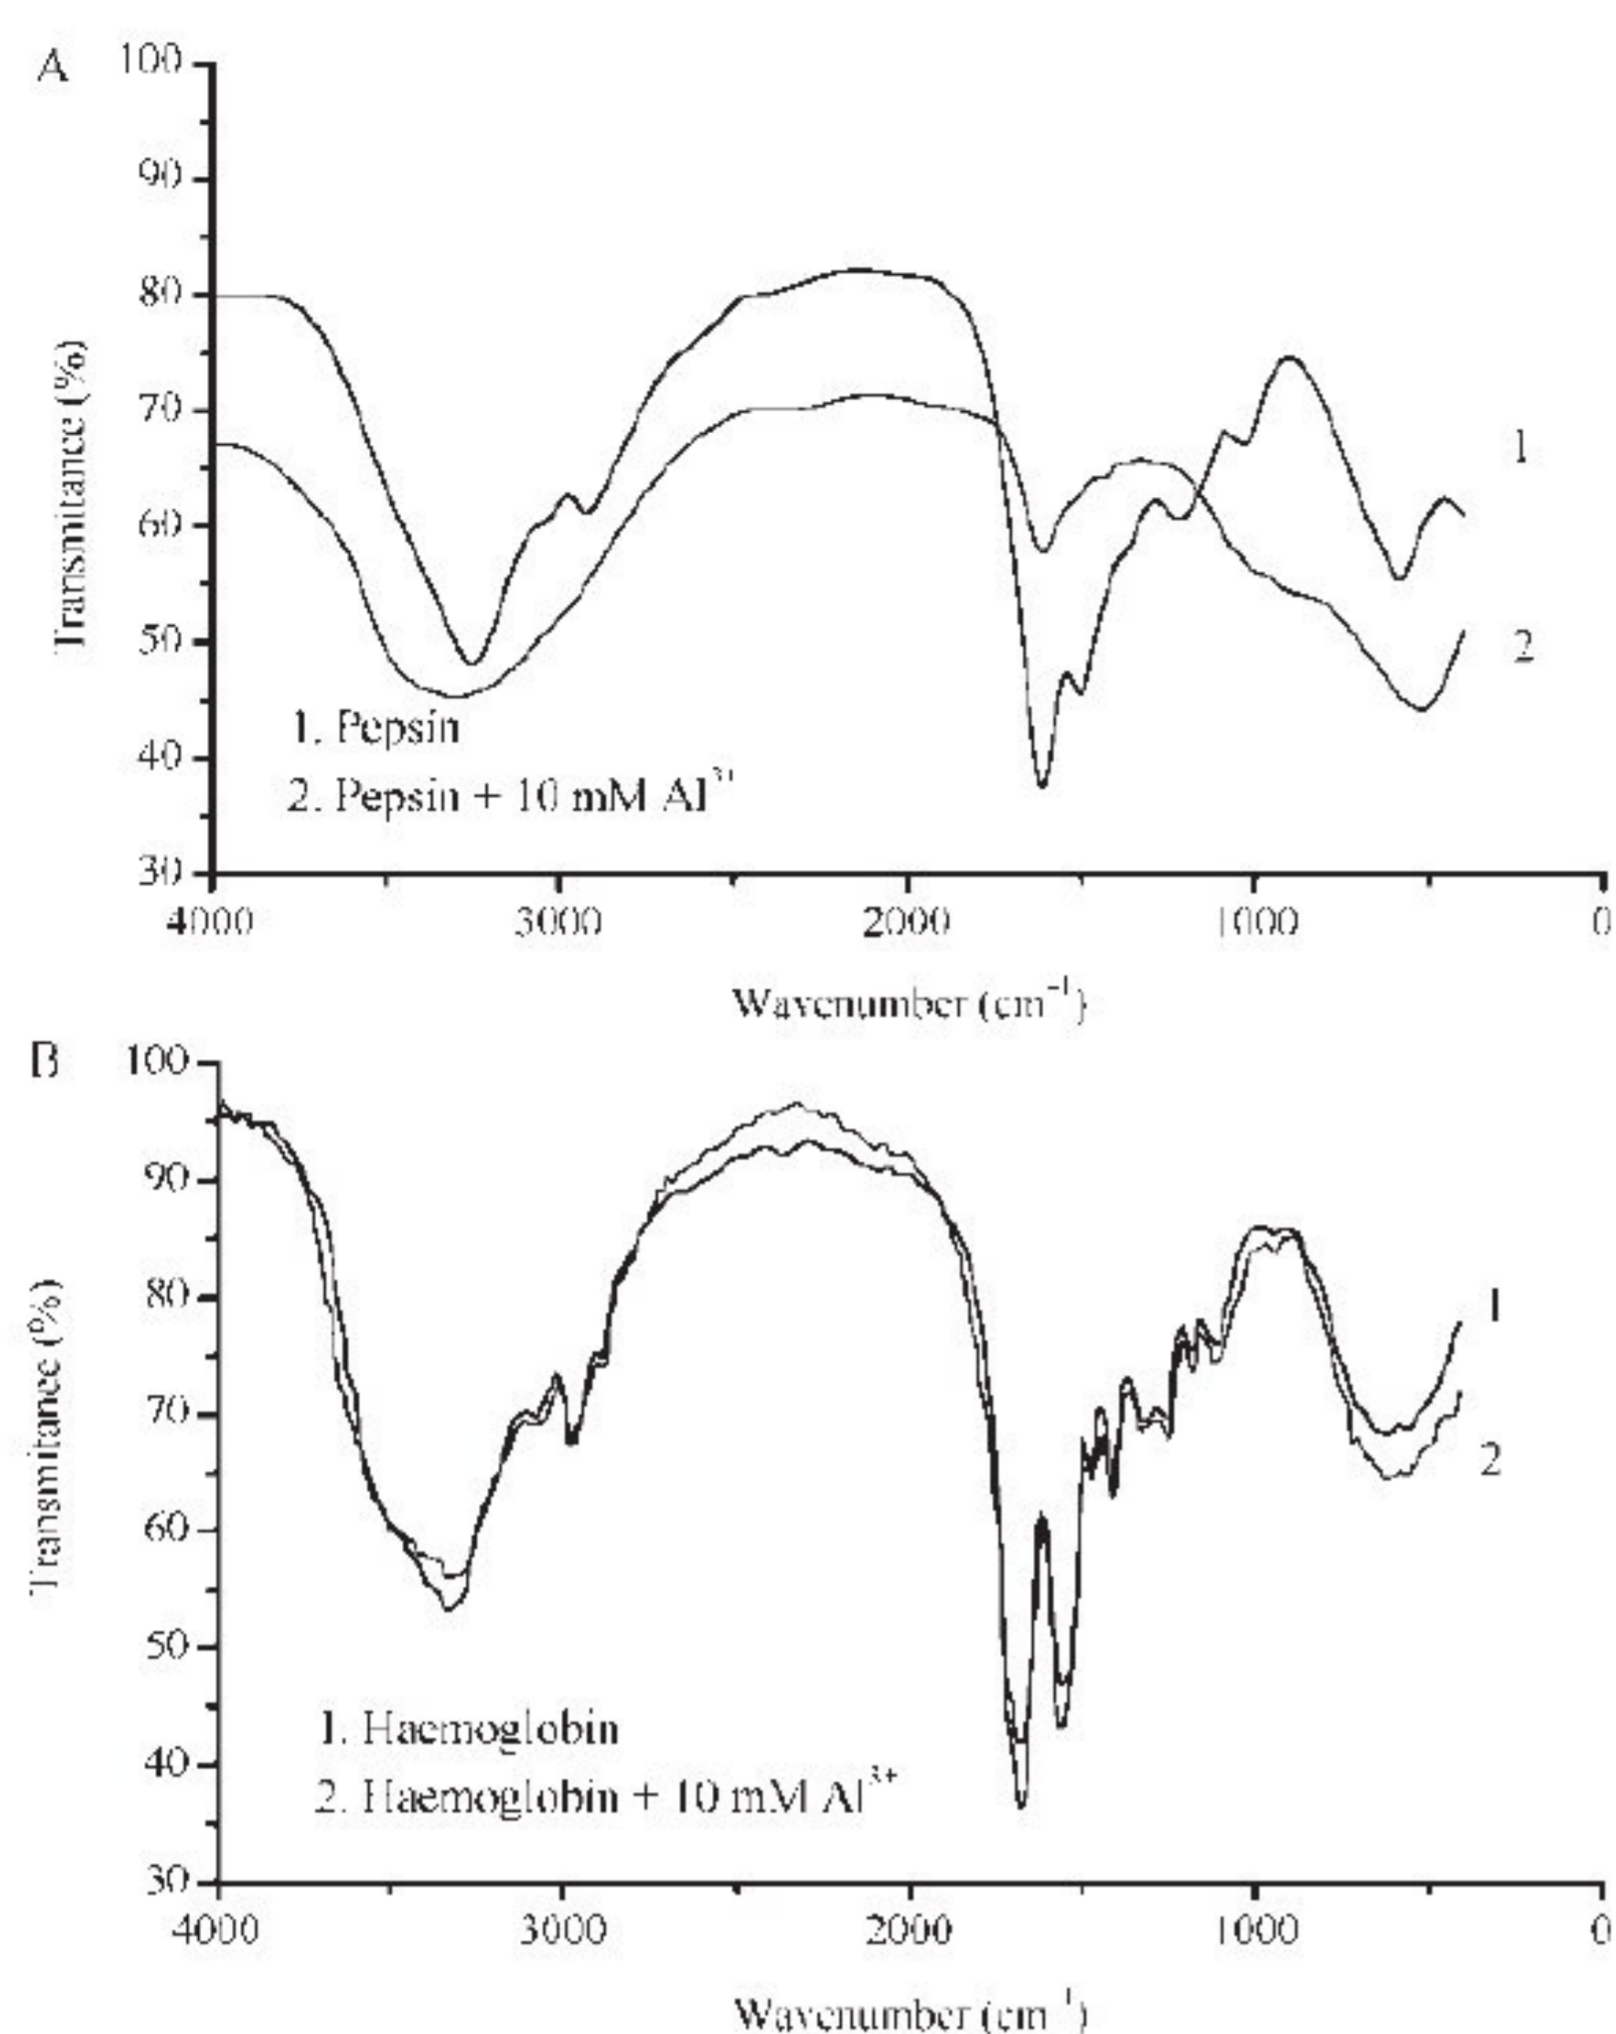 A
100
90
80
70
60
50
40
30
Transmitance (%)
1
2
1. Pepsin
2. Pepsin + 10 mM Al³⁺
4000 3000 2000 1000 0
Wavenumber (cm⁻¹)
B
100
90
80
70
60
50
40
30
Transmitance (%)
1
2
1. Haemoglobin
2. Haemoglobin + 10 mM Al³⁺
4000 3000 2000 1000 0
Wavenumber (cm⁻¹)